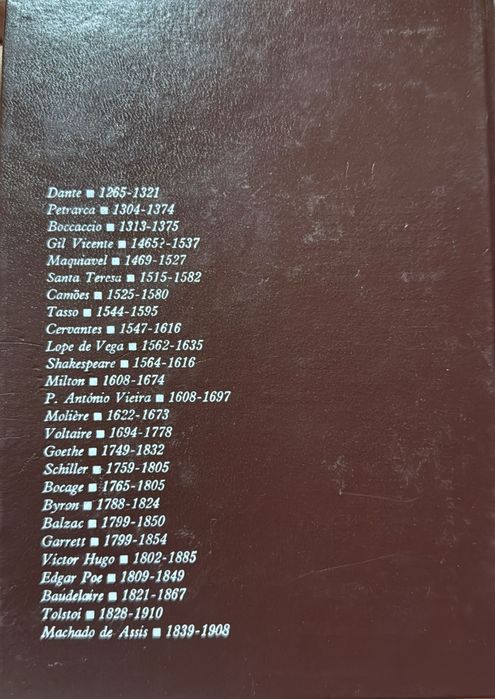 Dante ■ 1265-1321
Petrarca ■ 1304-1374
Boccaccio ■ 1313-1375
Gil Vicente ■ 1465?-1537
Maquiavel ■ 1469-1527
Santa Teresa ■ 1515-1582
Camões ■ 1525-1580
Tasso ■ 1544-1595
Cervantes ■ 1547-1616
Lope de Vega ■ 1562-1635
Shakespeare ■ 1564-1616
Milton ■ 1608-1674
P. António Vieira ■ 1608-1697
Molière ■ 1622-1673
Voltaire ■ 1694-1778
Goethe ■ 1749-1832
Schiller ■ 1759-1805
Bocage ■ 1765-1805
Byron ■ 1788-1824
Balzac ■ 1799-1850
Garrett ■ 1799-1854
Victor Hugo ■ 1802-1885
Edgar Poe ■ 1809-1849
Baudelaire ■ 1821-1867
Tolstoi ■ 1828-1910
Machado de Assis ■ 1839-1908